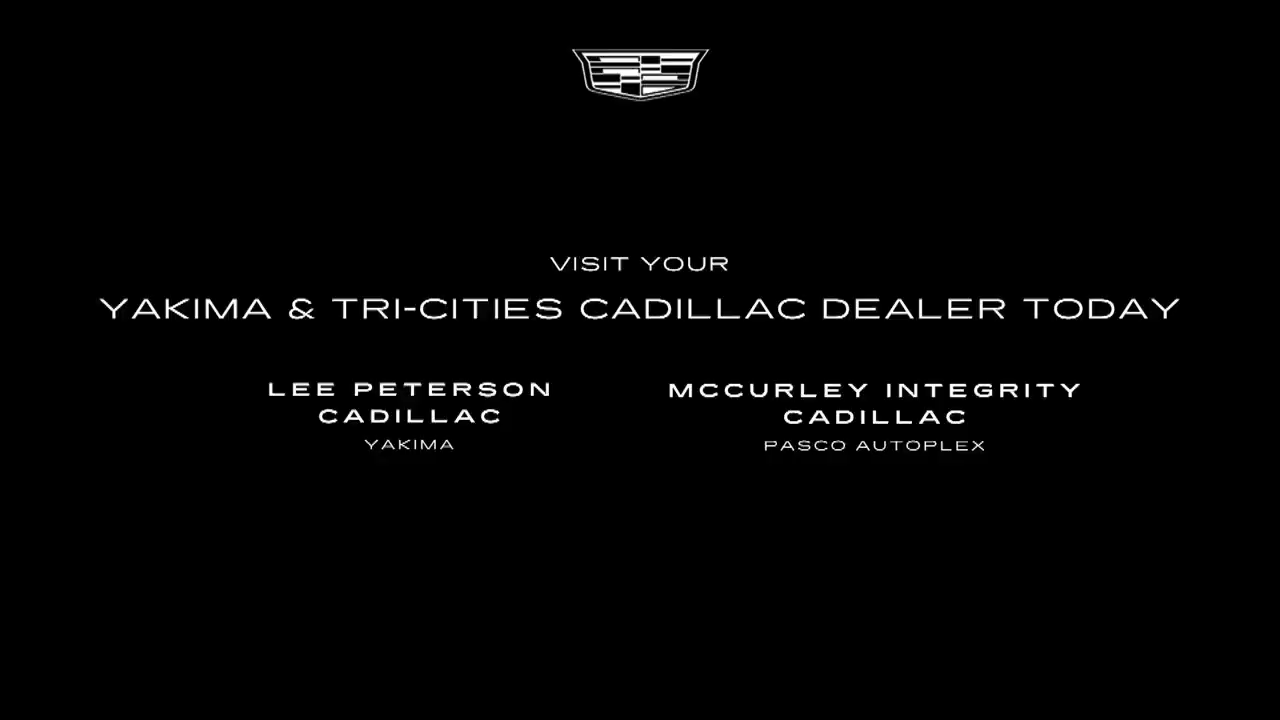 VISIT YOUR
YAKIMA & TRI-CITIES CADILLAC DEALER TODAY
LEE PETERSON
CADILLAC
YAKIMA
MCCURLEY INTEGRITY
CADILLAC
PASCO AUTOPLEX